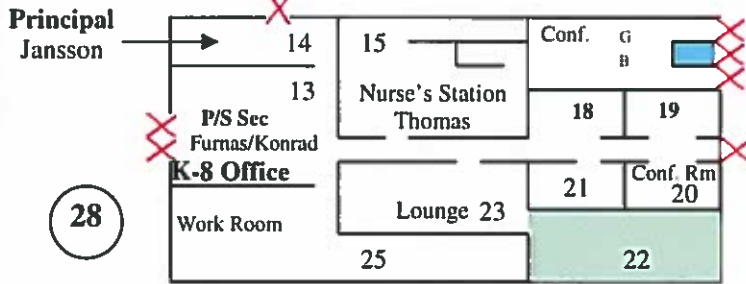 Principal
Jansson
14
15
Conf. G
B
13
P/S Sec
Furnas/Konrad
K-8 Office
Nurse's Station
Thomas
18
19
28
Work Room
Lounge 23
21
Conf. Rm
20
25
22